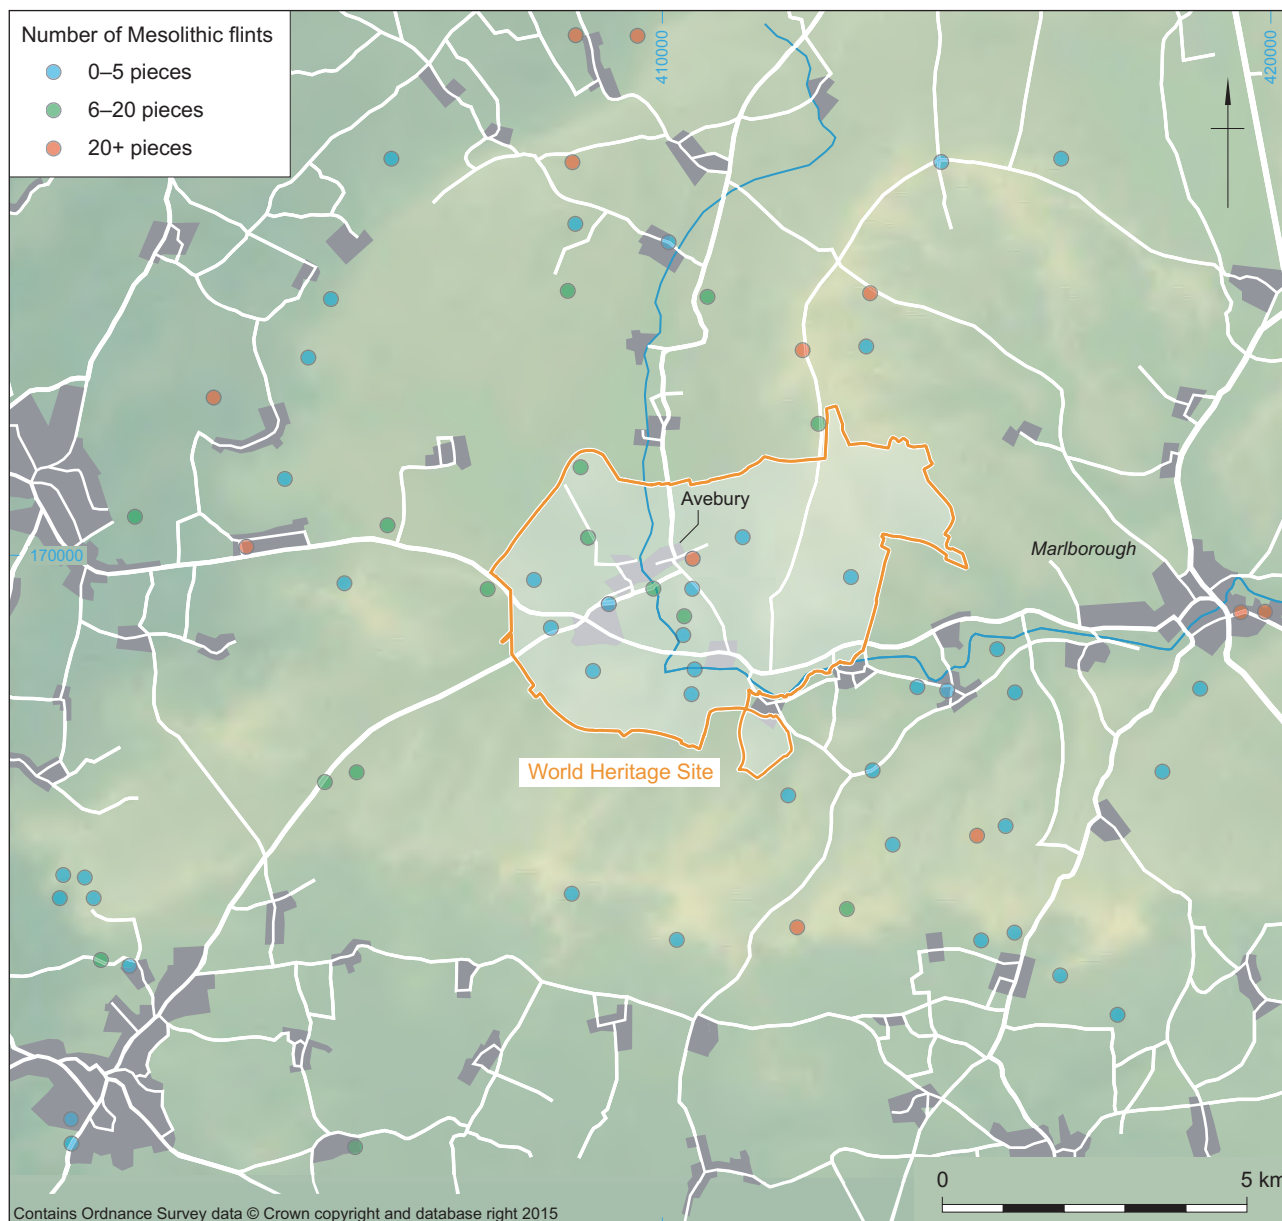 Number of Mesolithic flints
0–5 pieces
6–20 pieces
20+ pieces
410000
420000
Avebury
170000
Marlborough
World Heritage Site
0 5 km
Contains Ordnance Survey data © Crown copyright and database right 2015